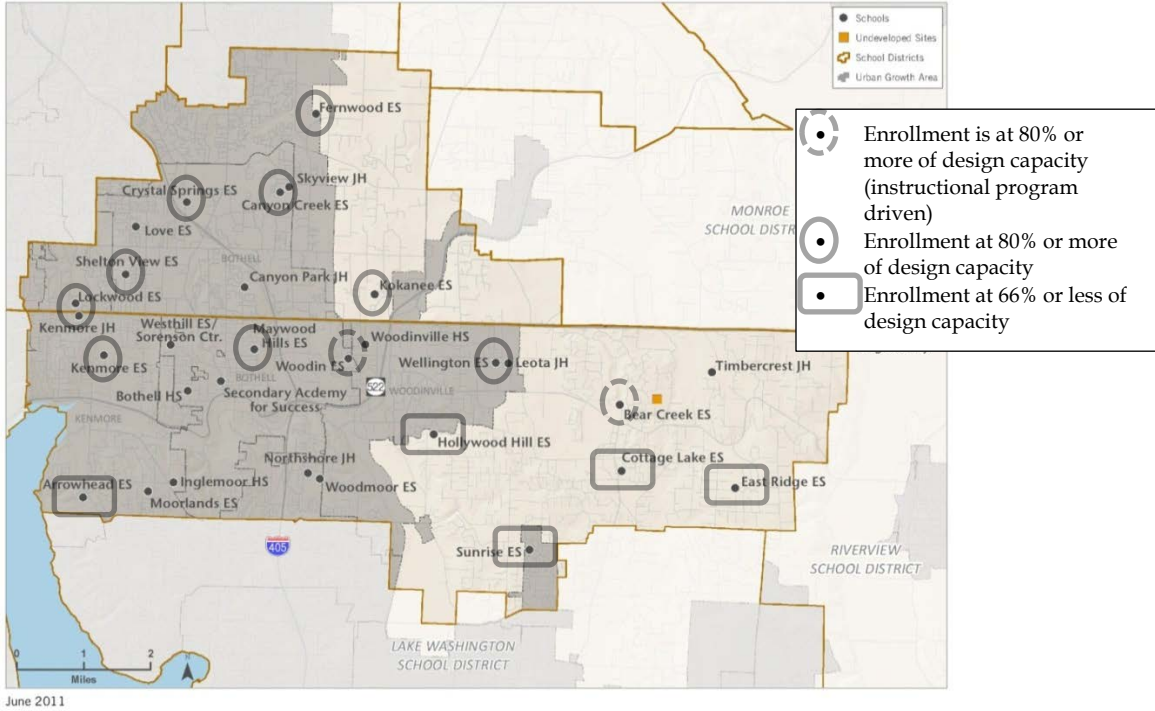 Schools
Undeveloped Sites
School Districts
Urban Growth Area
Enrollment is at 80% or
more of design capacity
(instructional program
driven)
Enrollment at 80% or more
of design capacity
Enrollment at 66% or less of
design capacity
Fernwood ES
Skyview JH
Crystal Springs ES
Canyon Creek ES
Love ES
MONROE
SCHOOL DISTR
Shelton View ES
BOTHELL
Canyon Park JH
Kokanee ES
Lockwood ES
Kenmore JH
Westhill ES/
Sorenson Ctr.
Maywood
Hills ES
Woodinville HS
Woodin ES
Wellington ES
Leota JH
Timbercrest JH
Kenmore ES
BOTHELL
522
WOODINVILLE
Bothell HS
Secondary Acdemy
for Success
Bear Creek ES
KENMORE
Hollywood Hill ES
Northshore JH
Cottage Lake ES
Arrowhead ES
Inglemoor HS
Woodmoor ES
East Ridge ES
Moorlands ES
405
Sunrise ES
RIVERVIEW
SCHOOL DISTRICT
LAKE WASHINGTON
SCHOOL DISTRICT
0 1 2
Miles
N
June 2011